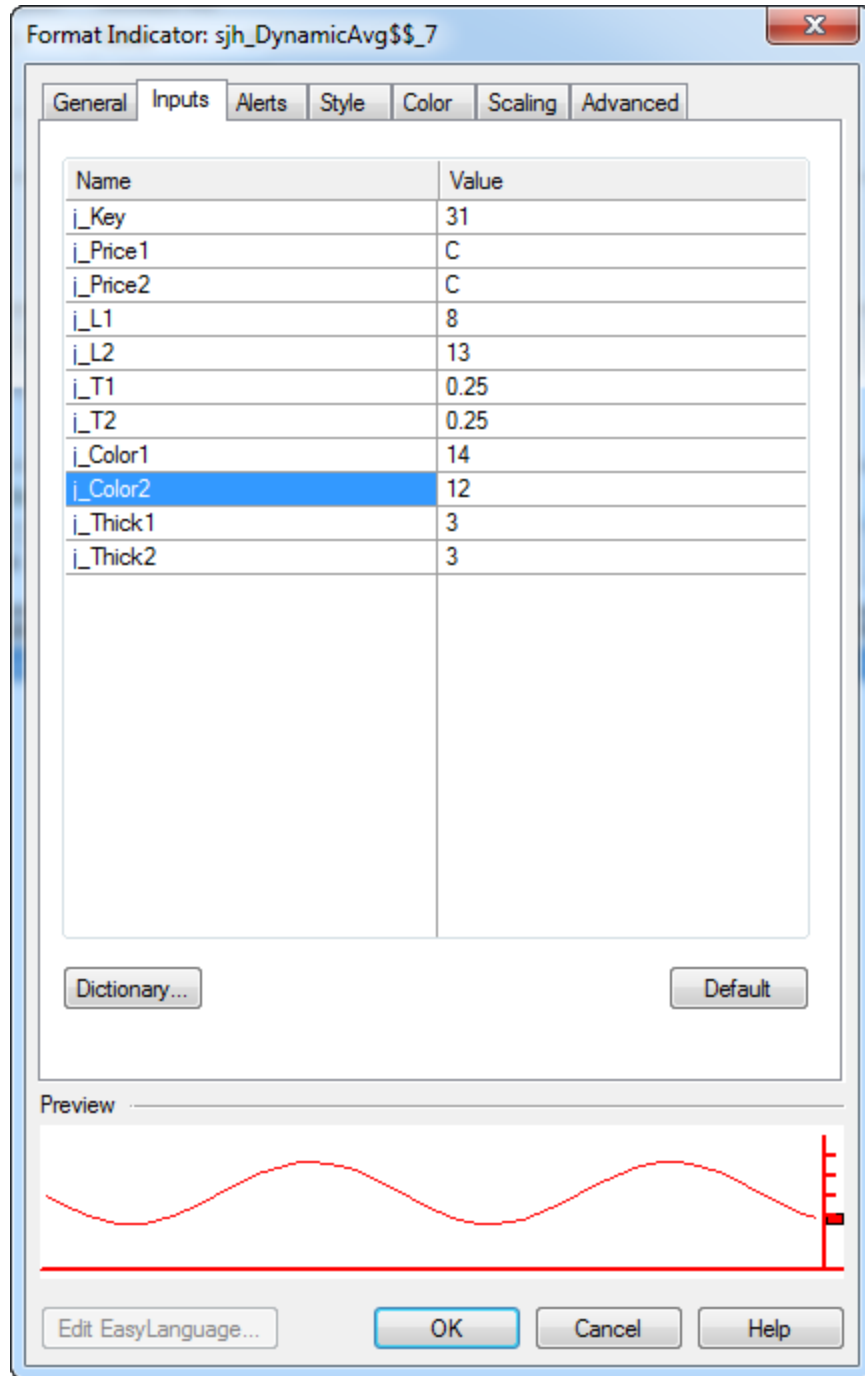 Format Indicator: sjh_DynamicAvg$$_7
General Inputs Alerts Style Color Scaling Advanced
Name Value
j_Key 31
j_Price1 C
j_Price2 C
j_L1 8
j_L2 13
j_T1 0.25
j_T2 0.25
j_Color1 14
j_Color2 12
j_Thick1 3
j_Thick2 3
Dictionary... Default
Preview
Edit EasyLanguage... OK Cancel Help